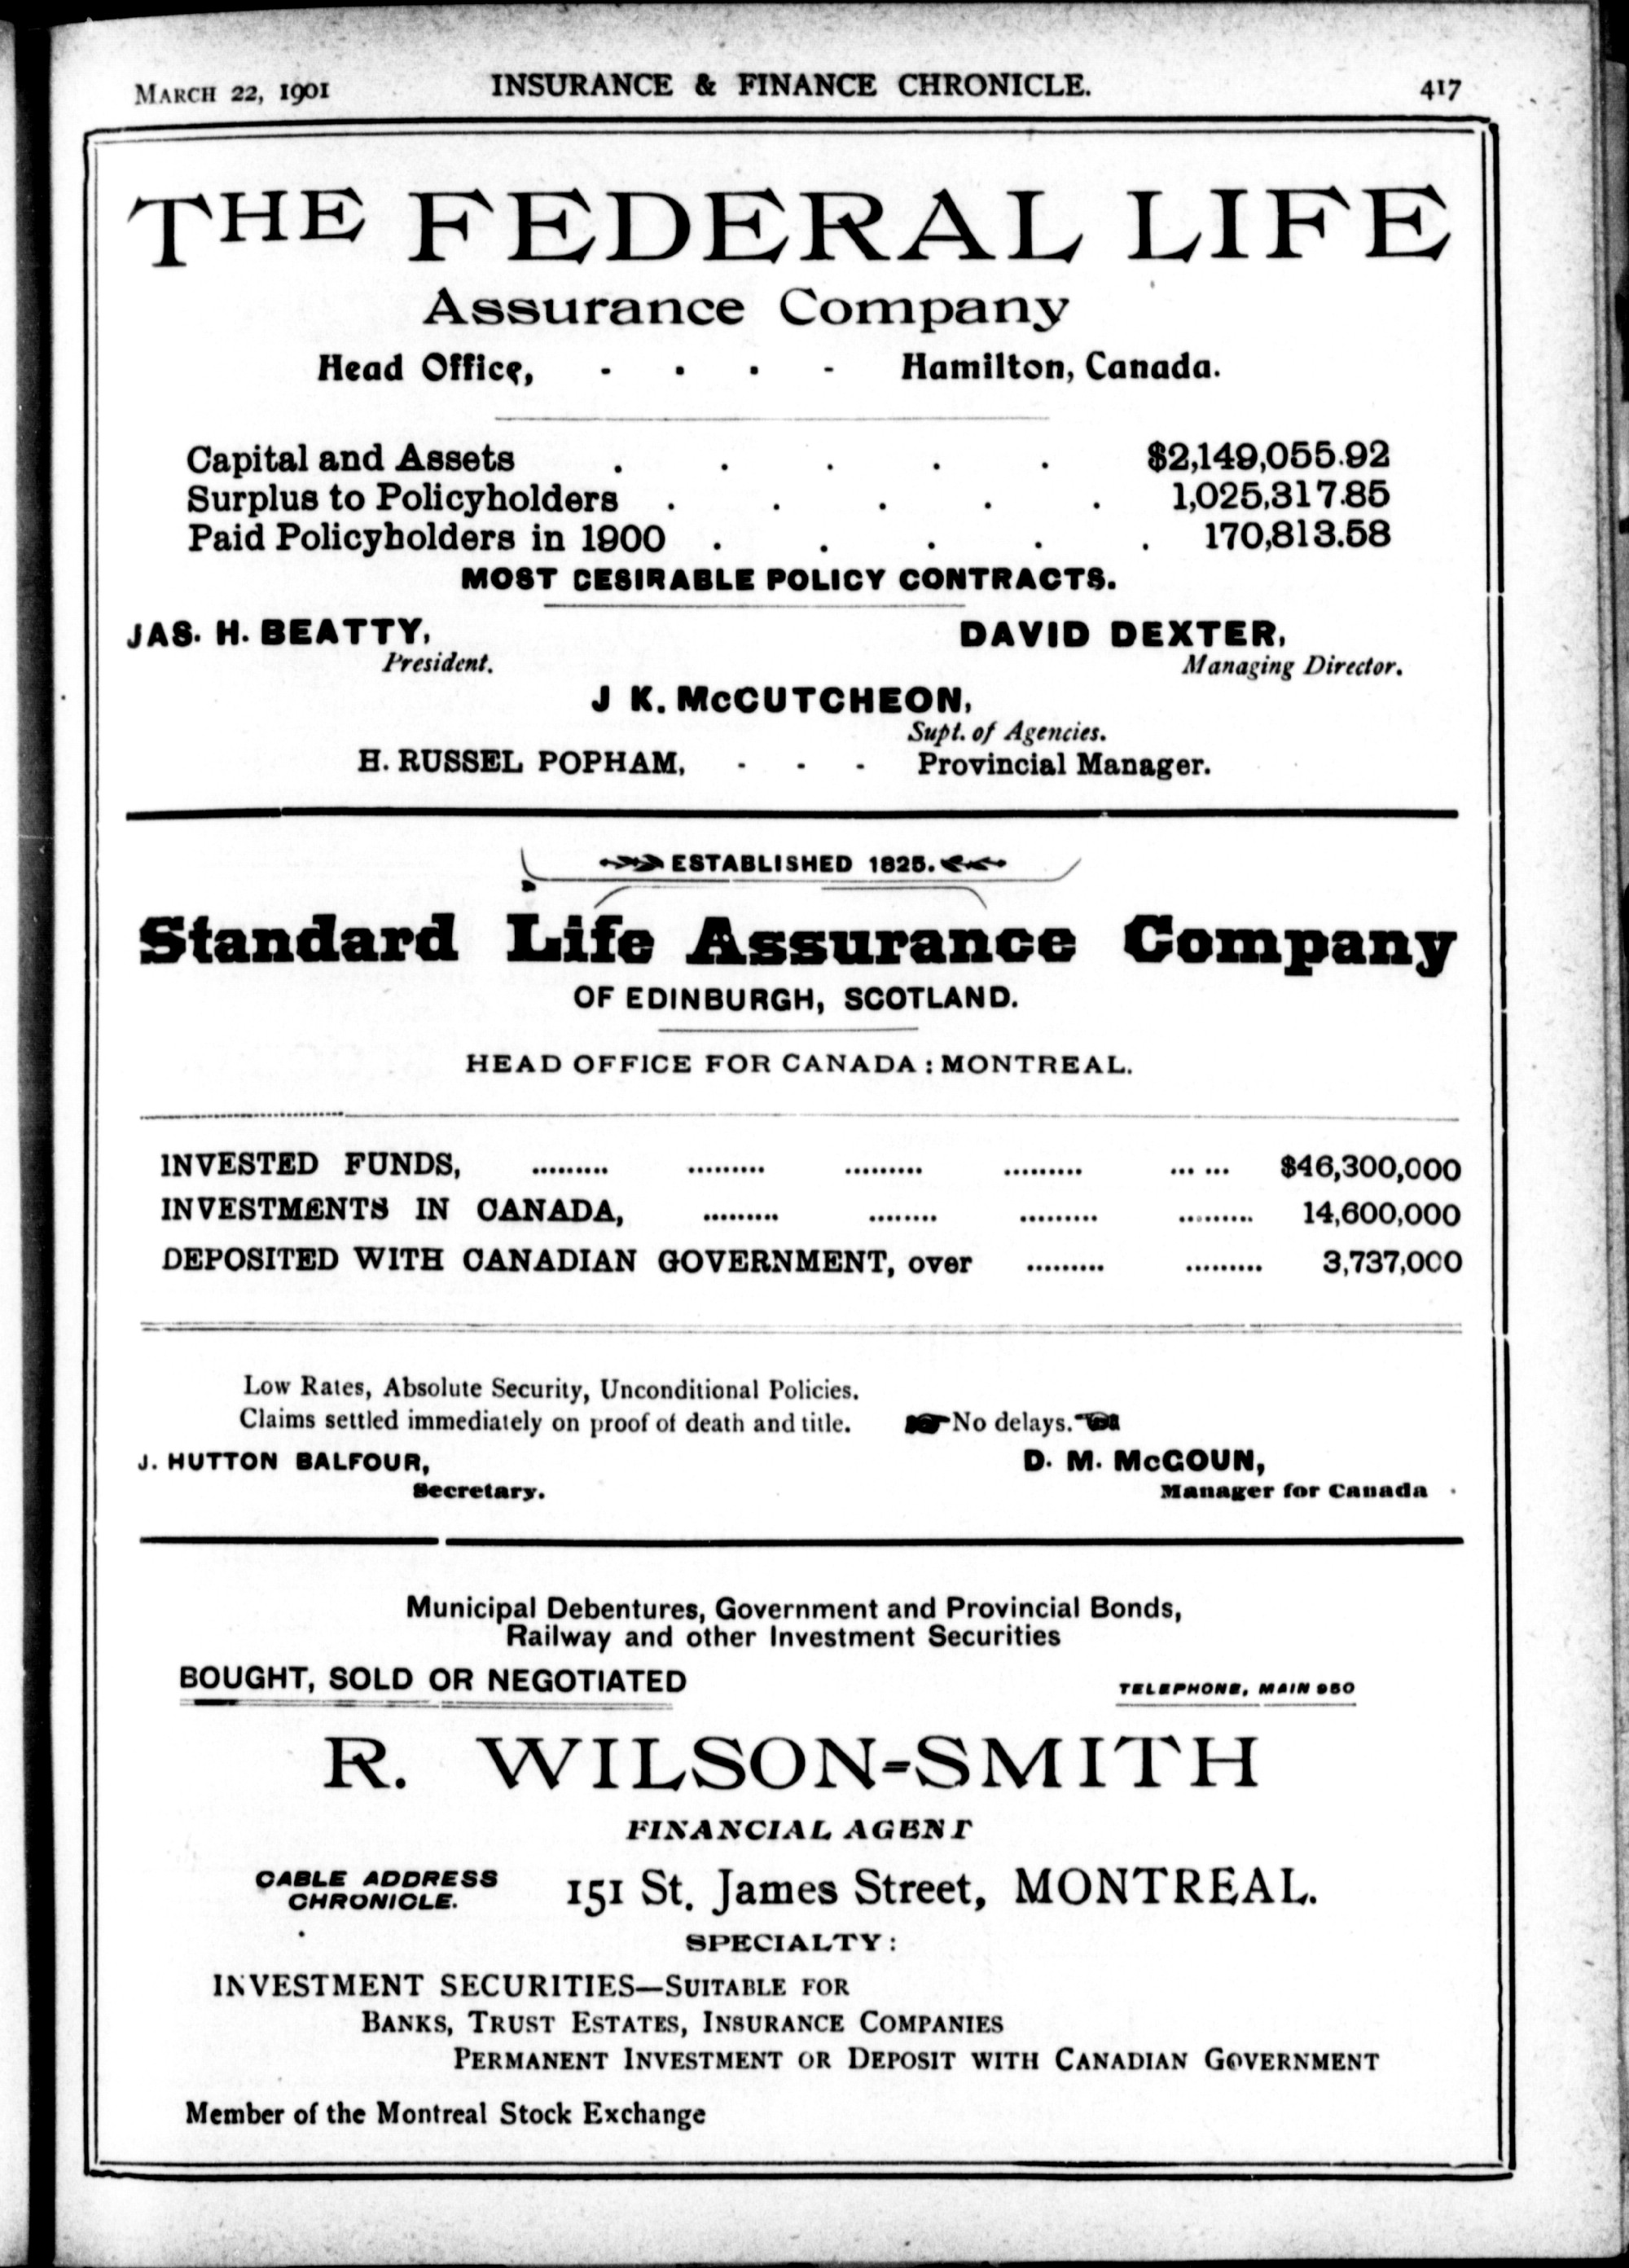 MARCH 22, 1901 INSURANCE & FINANCE CHRONICLE. 417
THE FEDERAL LIFE
Assurance Company
Head Office, - - - - Hamilton, Canada.
Capital and Assets . . . . . $2,149,055.92
Surplus to Policyholders . . . . . 1,025,317.85
Paid Policyholders in 1900 . . . . . 170,813.58
MOST DESIRABLE POLICY CONTRACTS.
JAS. H. BEATTY, DAVID DEXTER,
President. Managing Director.
J K. McCUTCHEON,
Supt. of Agencies.
H. RUSSEL POPHAM, - - - Provincial Manager.
ESTABLISHED 1825.
Standard Life Assurance Company
OF EDINBURGH, SCOTLAND.
HEAD OFFICE FOR CANADA : MONTREAL.
INVESTED FUNDS, ......... ......... ......... ......... ... ... $46,300,000
INVESTMENTS IN CANADA, ......... ........ ......... ......... 14,600,000
DEPOSITED WITH CANADIAN GOVERNMENT, over ......... ......... 3,737,000
Low Rates, Absolute Security, Unconditional Policies.
Claims settled immediately on proof of death and title. No delays.
J. HUTTON BALFOUR, D. M. McGOUN,
Secretary. Manager for Canada
Municipal Debentures, Government and Provincial Bonds,
Railway and other Investment Securities
BOUGHT, SOLD OR NEGOTIATED TELEPHONE, MAIN 950
R. WILSON-SMITH
FINANCIAL AGENT
CABLE ADDRESS
CHRONICLE.
151 St. James Street, MONTREAL.
SPECIALTY :
INVESTMENT SECURITIES—SUITABLE FOR
BANKS, TRUST ESTATES, INSURANCE COMPANIES
PERMANENT INVESTMENT OR DEPOSIT WITH CANADIAN GOVERNMENT
Member of the Montreal Stock Exchange